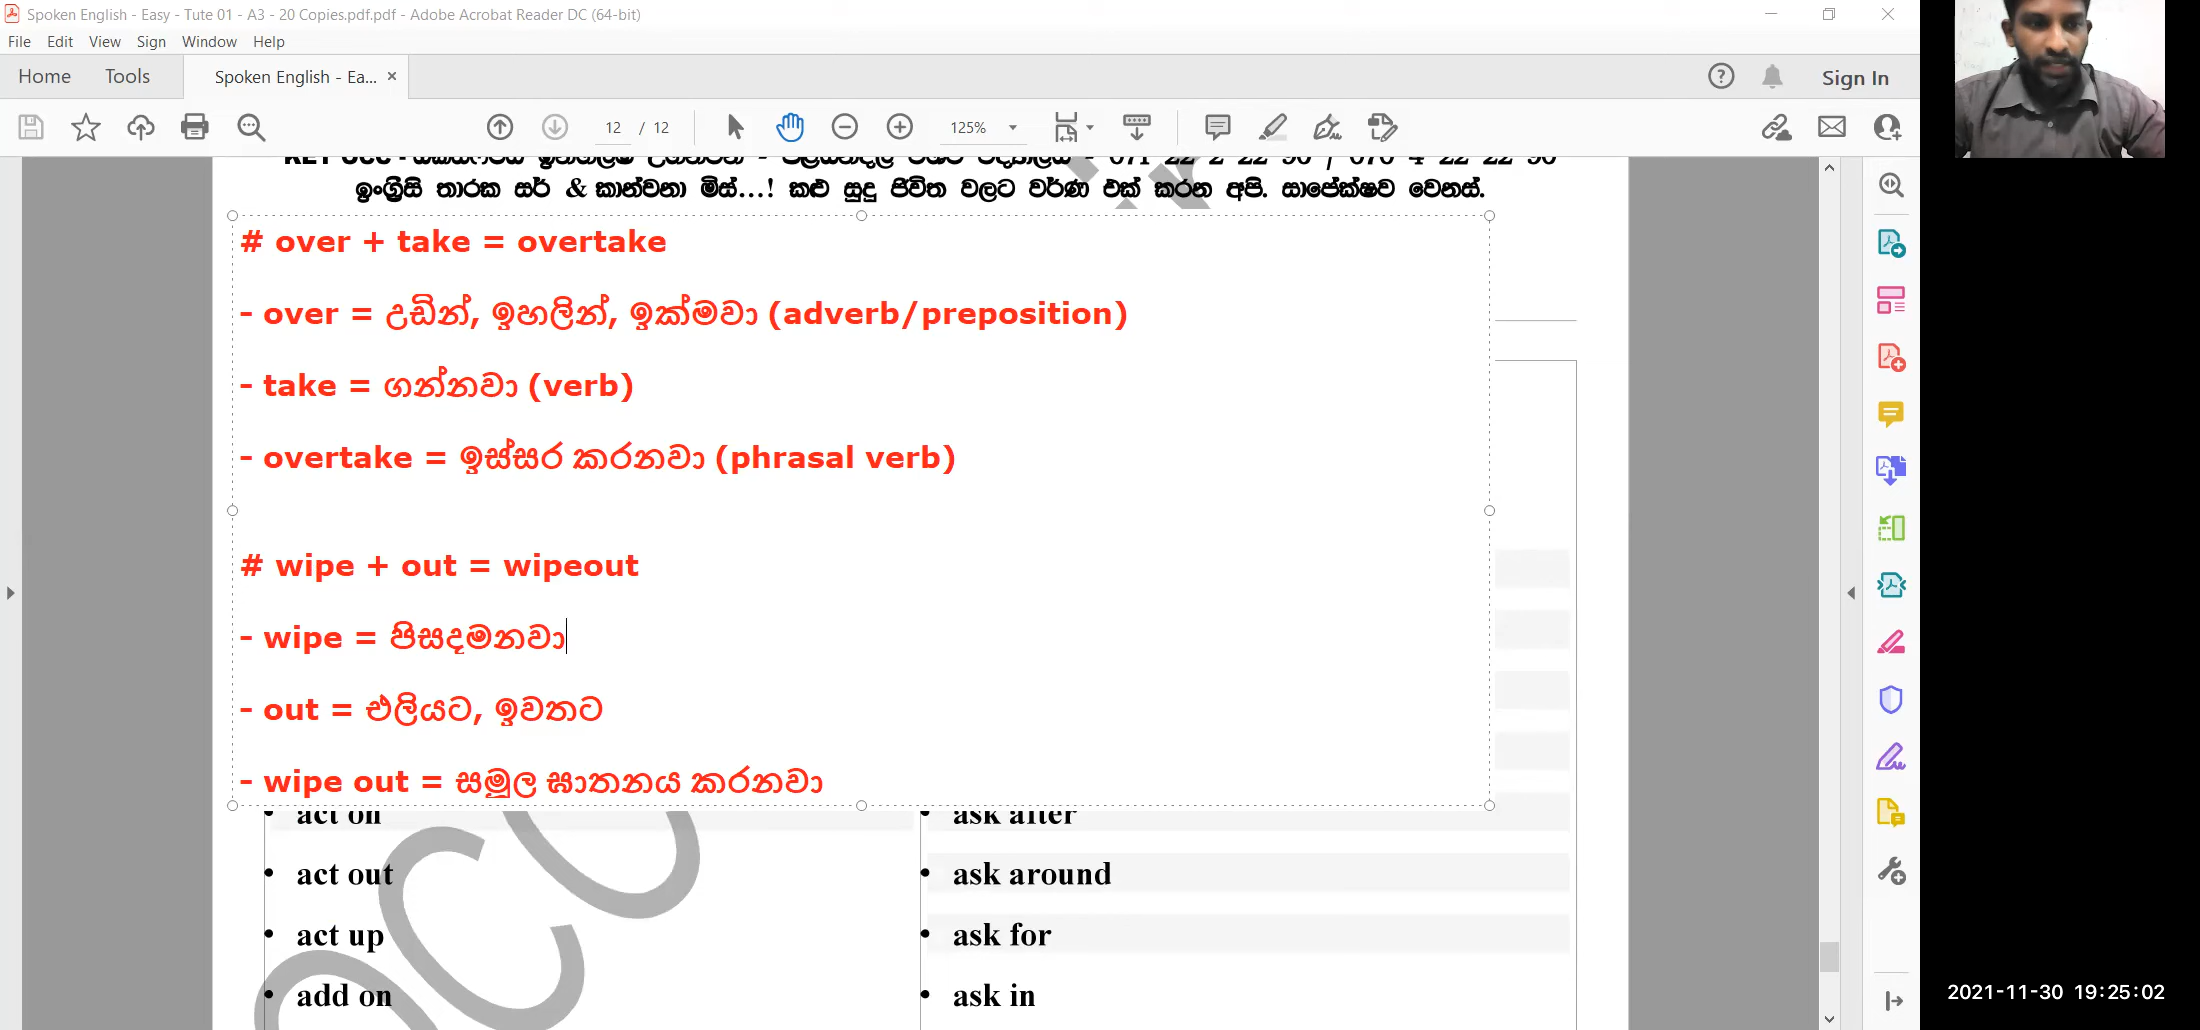 Spoken English - Easy - Tute 01 - A3 - 20 Copies.pdf.pdf - Adobe Acrobat Reader DC (64-bit)
File Edit View Sign Window Help
Home Tools Spoken English - Ea... × Sign In
12 / 12 125%
ඉංග්‍රීසි තාරක සර් & කාන්චනා මිස්...! කළු සුදු ජීවිත වලට වර්ණ එක් කරන අපි. සාපේක්ෂව වෙනස්.
# over + take = overtake
- over = උඩින්, ඉහලින්, ඉක්මවා (adverb/preposition)
- take = ගන්නවා (verb)
- overtake = ඉස්සර කරනවා (phrasal verb)
# wipe + out = wipeout
- wipe = පිසදමනවා
- out = එලියට, ඉවතට
- wipe out = සමුල ඝාතනය කරනවා
• act on • ask after
• act out • ask around
• act up • ask for
• add on • ask in
2021-11-30 19:25:02